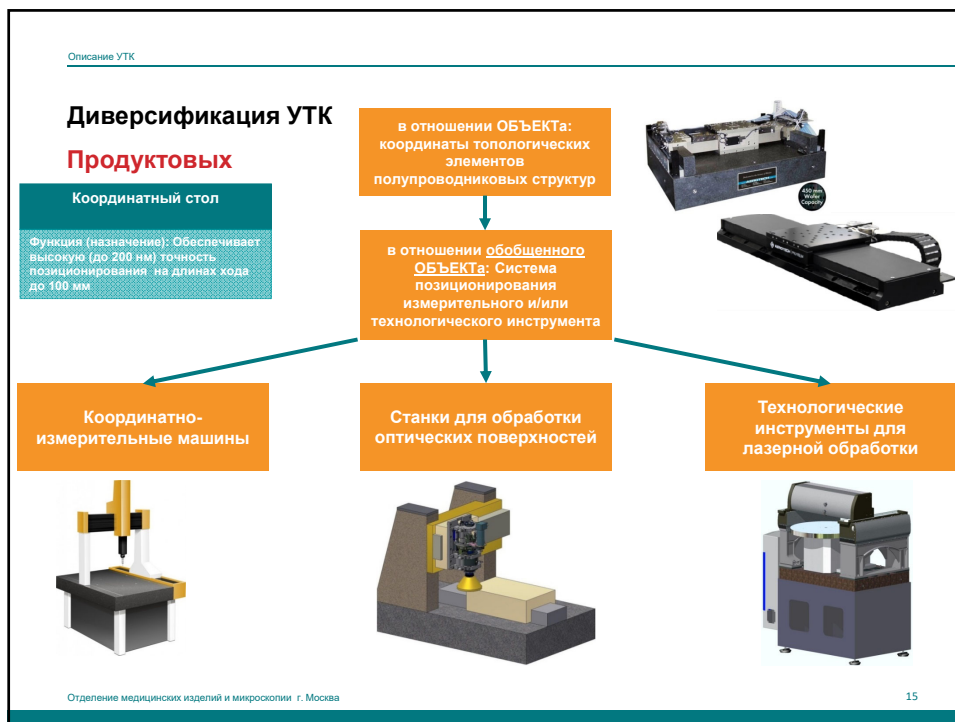 Описание УТК
Диверсификация УТК
Продуктовых
Координатный стол
Функция (назначение): Обеспечивает
высокую (до 200 нм) точность
позиционирования на длинах хода
до 100 мм
в отношении ОБЪЕКТа:
координаты топологических
элементов
полупроводниковых структур
450 mm
Wafer
Capacity
в отношении обобщенного
ОБЪЕКТа: Система
позиционирования
измерительного и/или
технологического инструмента
Координатно-
измерительные машины
Станки для обработки
оптических поверхностей
Технологические
инструменты для
лазерной обработки
Отделение медицинских изделий и микроскопии г. Москва
15